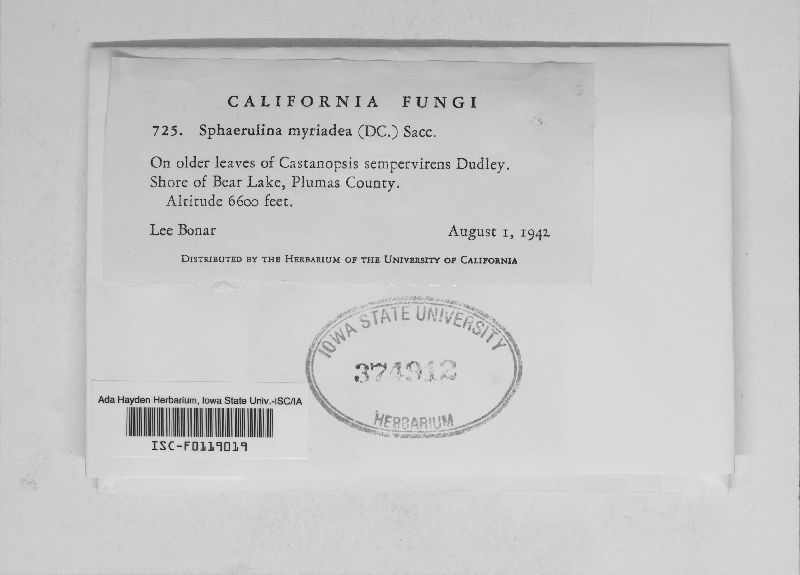 CALIFORNIA FUNGI
725. Sphaerulina myriadea (DC.) Sacc.
On older leaves of Castanopsis sempervirens Dudley.
Shore of Bear Lake, Plumas County.
Altitude 6600 feet.
Lee Bonar August 1, 1942
DISTRIBUTED BY THE HERBARIUM OF THE UNIVERSITY OF CALIFORNIA
IOWA STATE UNIVERSITY
374912
HERBARIUM
Ada Hayden Herbarium, Iowa State Univ.-ISC/IA
ISC-F0119019